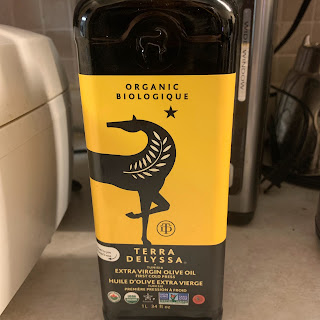 ORGANIC
BIOLOGIQUE
TERRA
DELYSSA
EXTRA VIRGIN OLIVE OIL
FIRST COLD PRESS
HUILE D'OLIVE EXTRA VIERGE
PREMIÈRE PRESSION À FROID